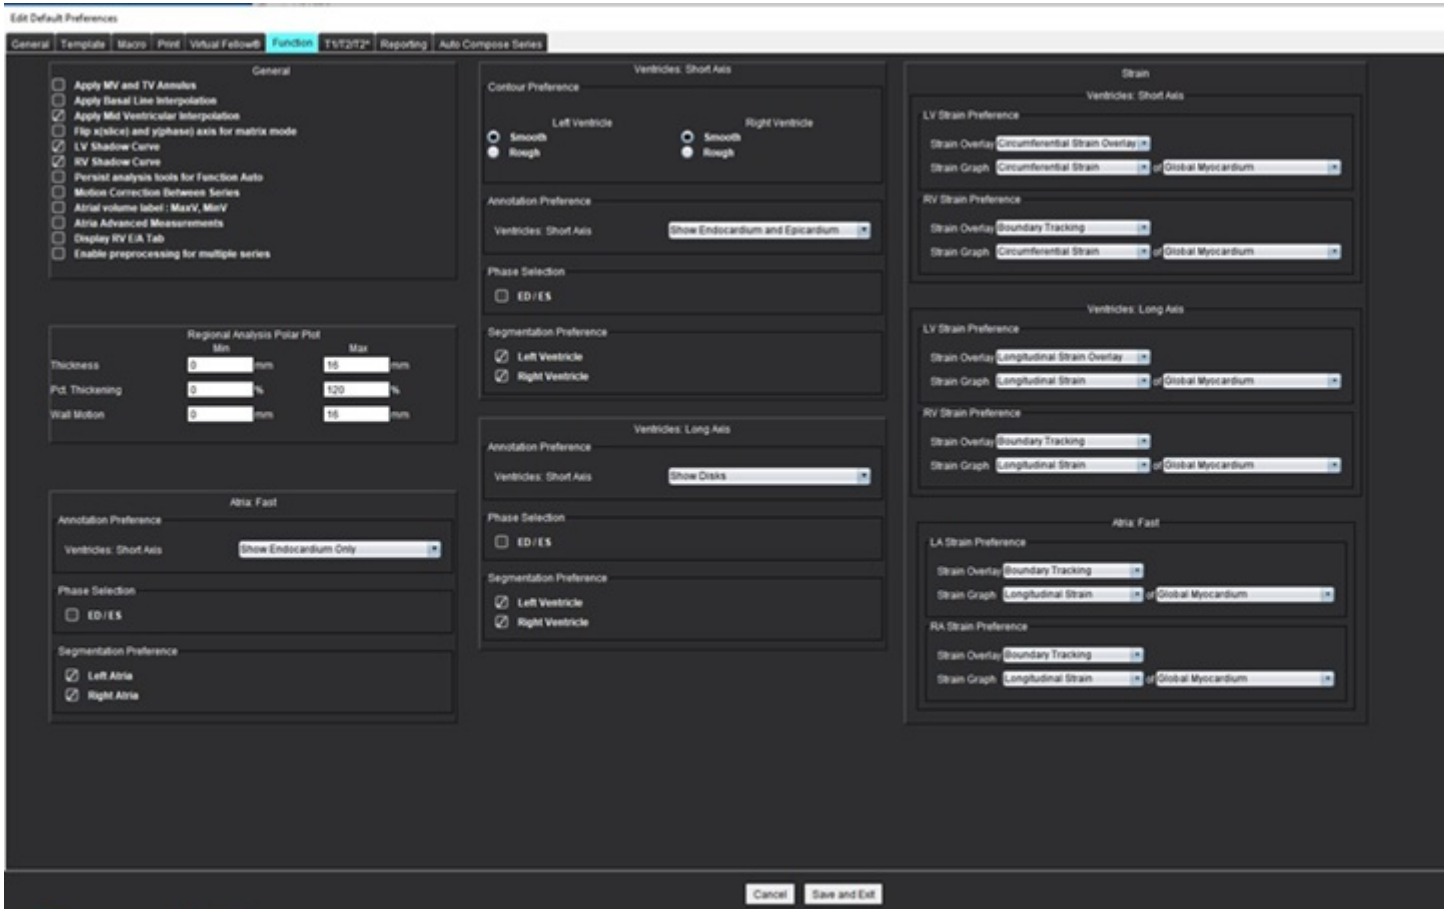 Edit Default Preferences
General Template Macro Print Virtual Fellow® Function T1/T2/T2* Reporting Auto Compose Series
General
Apply MV and TV Annulus
Apply Basal Line Interpolation
Apply Mid Ventricular Interpolation
Flip x(slice) and y(phase) axis for matrix mode
LV Shadow Curve
RV Shadow Curve
Persist analysis tools for Function Auto
Motion Correction Between Series
Atrial volume label : MaxV, MinV
Atria Advanced Measurements
Display RV E/A Tab
Enable preprocessing for multiple series
Regional Analysis Polar Plot
Min Max
Thickness 0 mm 16 mm
Pct. Thickening 0 % 120 %
Wall Motion 0 mm 16 mm
Atria: Fast
Annotation Preference
Ventricles: Short Axis Show Endocardium Only
Phase Selection
ED / ES
Segmentation Preference
Left Atria
Right Atria
Ventricles: Short Axis
Contour Preference
Left Ventricle Right Ventricle
Smooth Smooth
Rough Rough
Annotation Preference
Ventricles: Short Axis Show Endocardium and Epicardium
Phase Selection
ED / ES
Segmentation Preference
Left Ventricle
Right Ventricle
Ventricles: Long Axis
Annotation Preference
Ventricles: Short Axis Show Disks
Phase Selection
ED / ES
Segmentation Preference
Left Ventricle
Right Ventricle
Strain
Ventricles: Short Axis
LV Strain Preference
Strain Overlay Circumferential Strain Overlay
Strain Graph Circumferential Strain of Global Myocardium
RV Strain Preference
Strain Overlay Boundary Tracking
Strain Graph Circumferential Strain of Global Myocardium
Ventricles: Long Axis
LV Strain Preference
Strain Overlay Longitudinal Strain Overlay
Strain Graph Longitudinal Strain of Global Myocardium
RV Strain Preference
Strain Overlay Boundary Tracking
Strain Graph Longitudinal Strain of Global Myocardium
Atria: Fast
LA Strain Preference
Strain Overlay Boundary Tracking
Strain Graph Longitudinal Strain of Global Myocardium
RA Strain Preference
Strain Overlay Boundary Tracking
Strain Graph Longitudinal Strain of Global Myocardium
Cancel Save and Exit